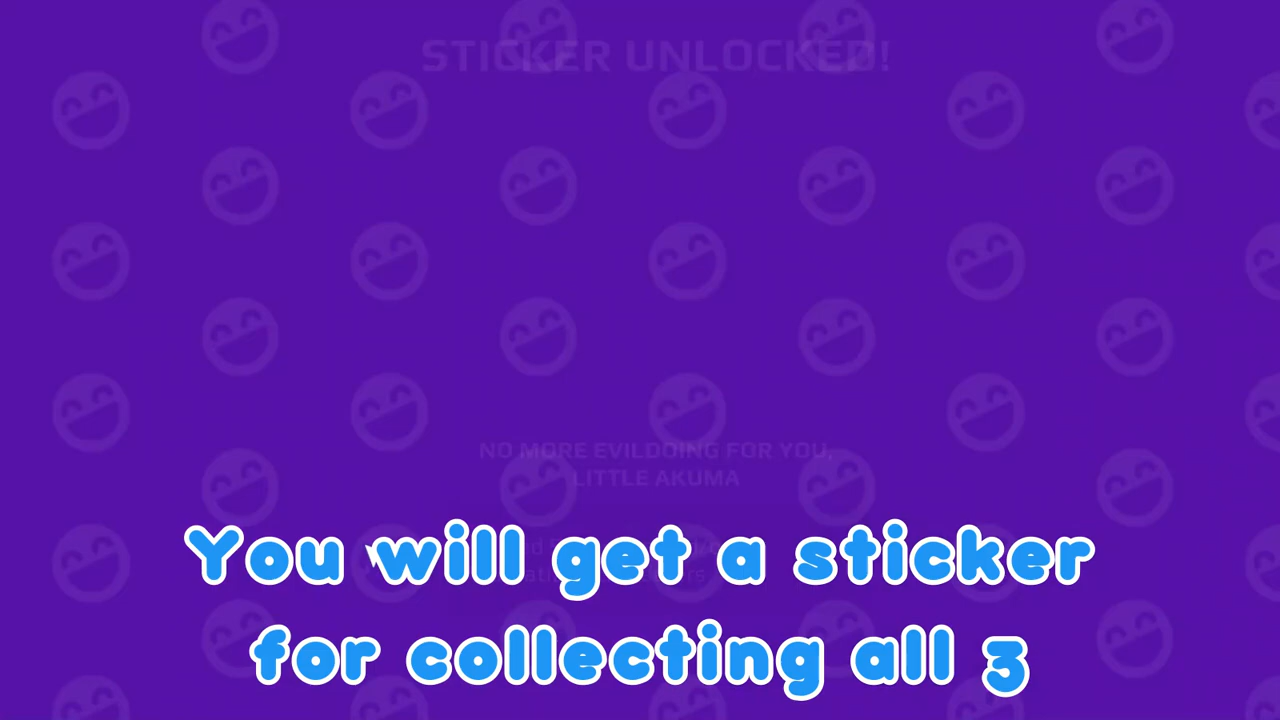 STICKER UNLOCKED!
NO MORE EVILDOING FOR YOU,
LITTLE AKUMA
You will get a sticker
for collecting all 3